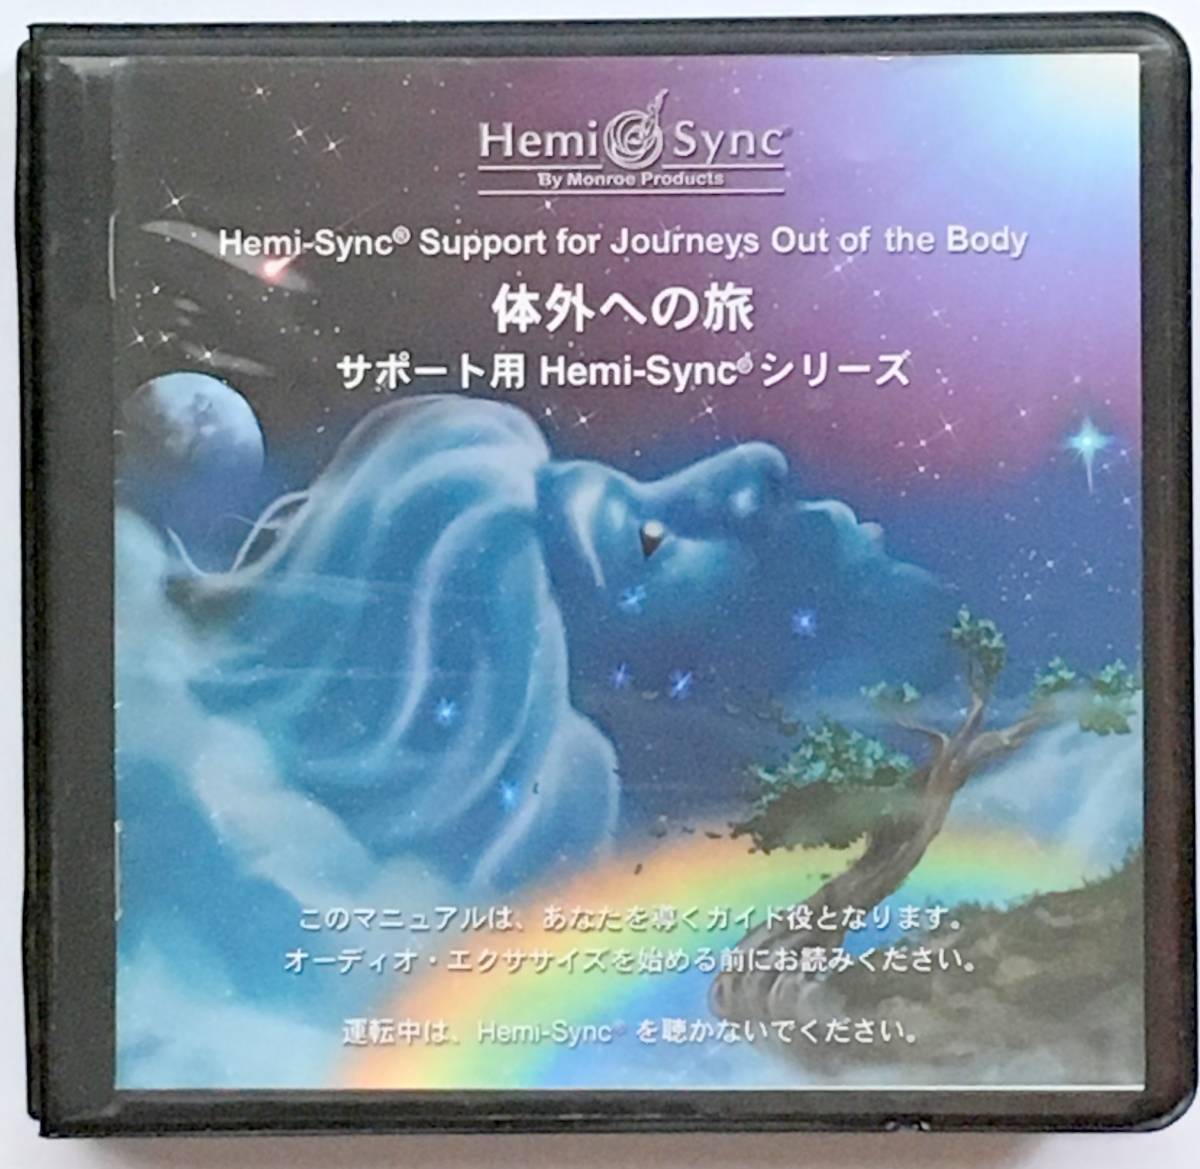 Hemi Sync®
By Monroe Products
Hemi-Sync® Support for Journeys Out of the Body
体外への旅
サポート用 Hemi-Sync® シリーズ
このマニュアルは、あなたを導くガイド役となります。
オーディオ・エクササイズを始める前にお読みください。
運転中は、Hemi-Sync® を聴かないでください。